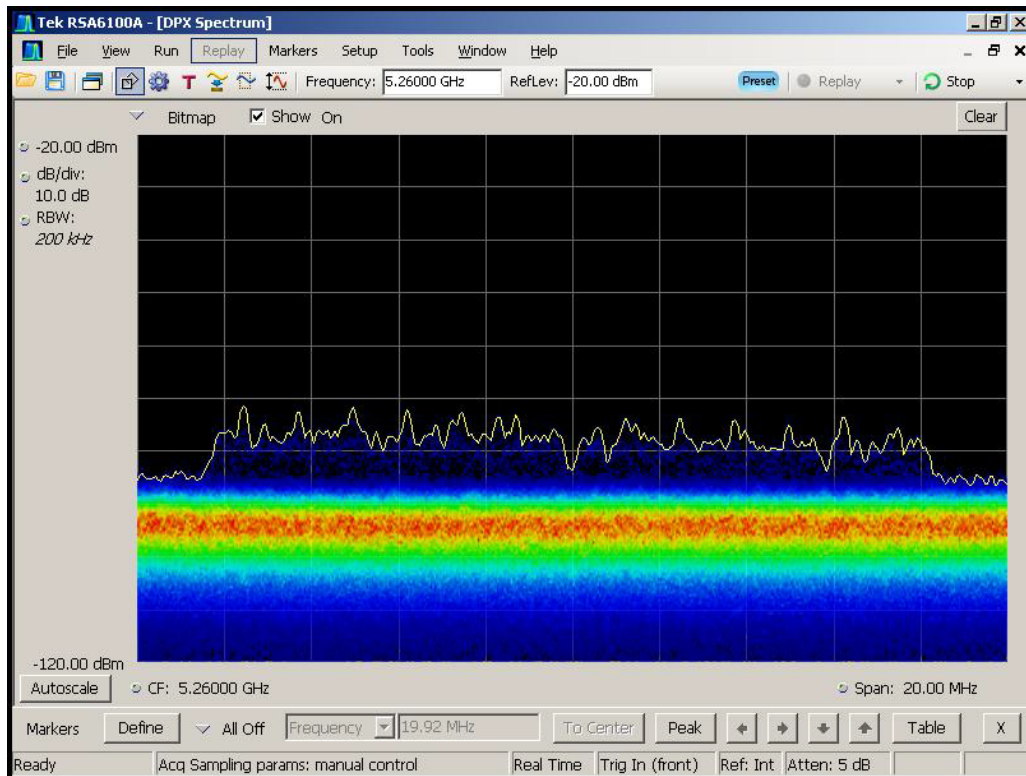 Tek RSA6100A - [DPX Spectrum]
File View Run Replay Markers Setup Tools Window Help
T Frequency: 5.26000 GHz RefLev: -20.00 dBm Preset Replay Stop
Bitmap Show On Clear
-20.00 dBm
dB/div:
10.0 dB
RBW:
200 kHz
-120.00 dBm
Autoscale CF: 5.26000 GHz Span: 20.00 MHz
Markers Define All Off Frequency 19.92 MHz To Center Peak Table X
Ready Acq Sampling params: manual control Real Time Trig In (front) Ref: Int Atten: 5 dB